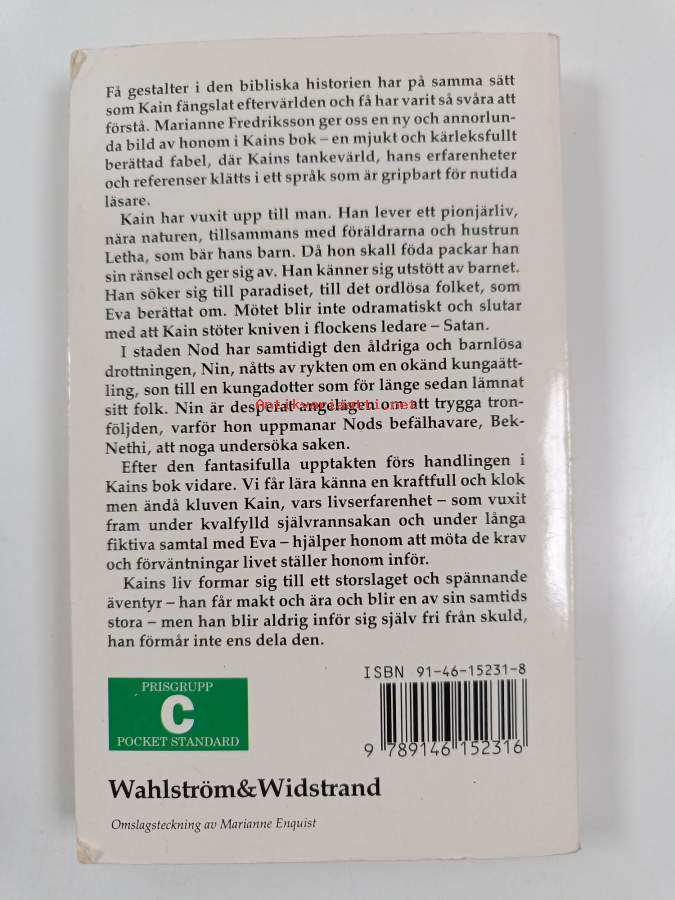 Få gestalter i den bibliska historien har på samma sätt
som Kain fängslat eftervärlden och få har varit så svåra att
förstå. Marianne Fredriksson ger oss en ny och annorlun-
da bild av honom i Kains bok – en mjukt och kärleksfullt
berättad fabel, där Kains tankevärld, hans erfarenheter
och referenser klätts i ett språk som är gripbart för nutida
läsare.
Kain har vuxit upp till man. Han lever ett pionjärliv,
nära naturen, tillsammans med föräldrarna och hustrun
Letha, som bär hans barn. Då hon skall föda packar han
sin ränsel och ger sig av. Han känner sig utstött av barnet.
Han söker sig till paradiset, till det ordlösa folket, som
Eva berättat om. Mötet blir inte odramatiskt och slutar
med att Kain stöter kniven i flockens ledare – Satan.
I staden Nod har samtidigt den åldriga och barnlösa
drottningen, Nin, nåtts av rykten om en okänd kungaätt-
ling, son till en kungadotter som för länge sedan lämnat
sitt folk. Nin är desperat angelägen om att trygga tron-
Antikvariaatti.net
följden, varför hon uppmanar Nods befälhavare, Bek-
Nethi, att noga undersöka saken.
Efter den fantasifulla upptakten förs handlingen i
Kains bok vidare. Vi får lära känna en kraftfull och klok
men ändå kluven Kain, vars livserfarenhet – som vuxit
fram under kvalfylld självrannsakan och under långa
fiktiva samtal med Eva – hjälper honom att möta de krav
och förväntningar livet ställer honom inför.
Kains liv formar sig till ett storslaget och spännande
äventyr – han får makt och ära och blir en av sin samtids
stora – men han blir aldrig inför sig själv fri från skuld,
han förmår inte ens dela den.
ISBN 91-46-15231-8
PRISGRUPP
C
POCKET STANDARD
9 789146 152316
Wahlström&Widstrand
Omslagsteckning av Marianne Enquist